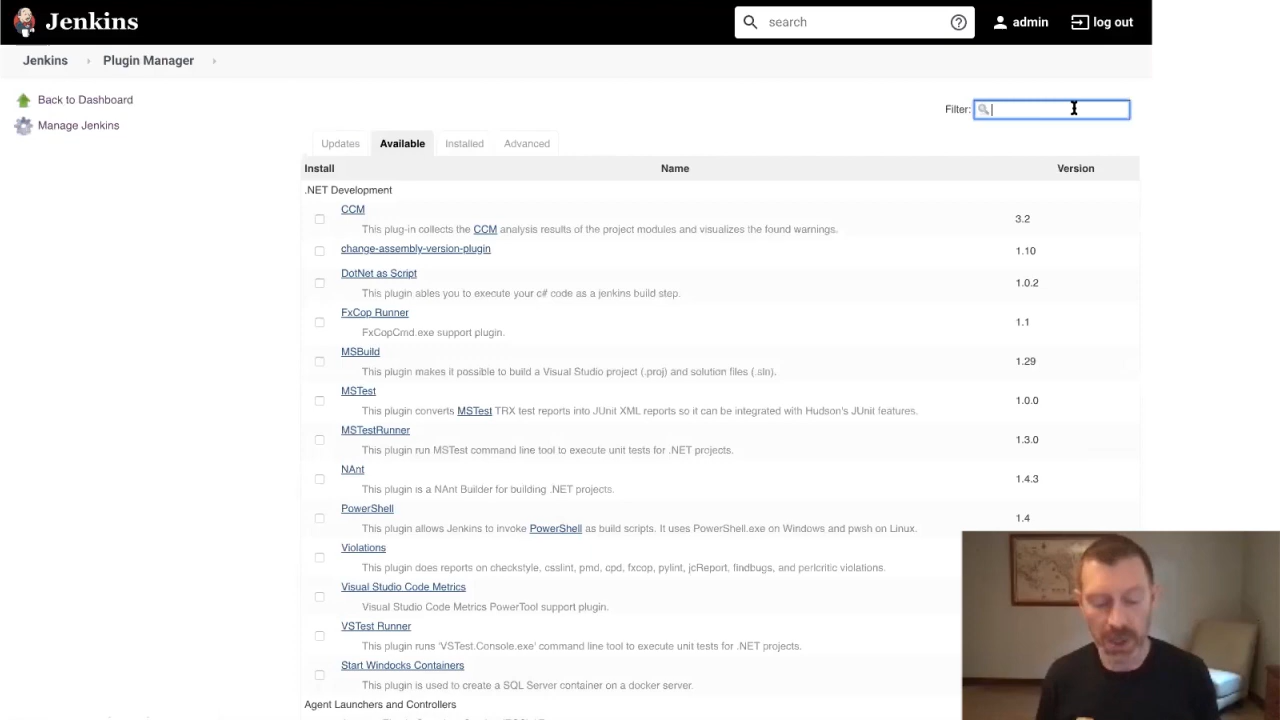 Jenkins
search
admin
log out
Jenkins
Plugin Manager
Back to Dashboard
Manage Jenkins
Filter:
Updates
Available
Installed
Advanced
Install
Name
Version
.NET Development
CCM
This plug-in collects the CCM analysis results of the project modules and visualizes the found warnings.
3.2
change-assembly-version-plugin
1.10
DotNet as Script
This plugin ables you to execute your c# code as a jenkins build step.
1.0.2
FxCop Runner
FxCopCmd.exe support plugin.
1.1
MSBuild
This plugin makes it possible to build a Visual Studio project (.proj) and solution files (.sln).
1.29
MSTest
This plugin converts MSTest TRX test reports into JUnit XML reports so it can be integrated with Hudson's JUnit features.
1.0.0
MSTestRunner
This plugin run MSTest command line tool to execute unit tests for .NET projects.
1.3.0
NAnt
This plugin is a NAnt Builder for building .NET projects.
1.4.3
PowerShell
This plugin allows Jenkins to invoke PowerShell as build scripts. It uses PowerShell.exe on Windows and pwsh on Linux.
1.4
Violations
This plugin does reports on checkstyle, csslint, pmd, cpd, fxcop, pylint, jcReport, findbugs, and perlcritic violations.
Visual Studio Code Metrics
Visual Studio Code Metrics PowerTool support plugin.
VSTest Runner
This plugin runs 'VSTest.Console.exe' command line tool to execute unit tests for .NET projects.
Start Windocks Containers
This plugin is used to create a SQL Server container on a docker server.
Agent Launchers and Controllers